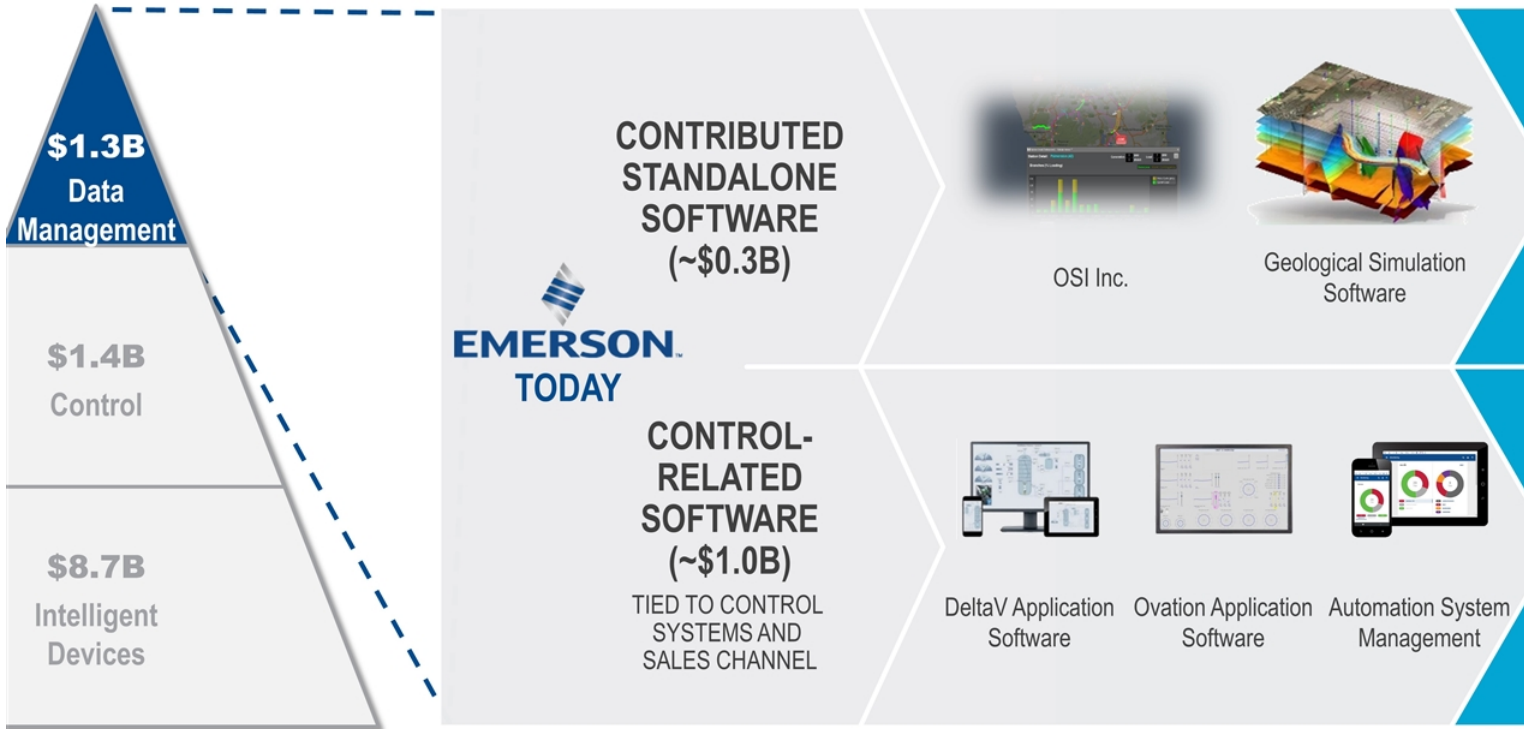 $1.3B
Data
Management
$1.4B
Control
$8.7B
Intelligent
Devices
EMERSON™
TODAY
CONTRIBUTED
STANDALONE
SOFTWARE
(~$0.3B)
OSI Inc.
Geological Simulation
Software
CONTROL-
RELATED
SOFTWARE
(~$1.0B)
TIED TO CONTROL
SYSTEMS AND
SALES CHANNEL
DeltaV Application
Software
Ovation Application
Software
Automation System
Management